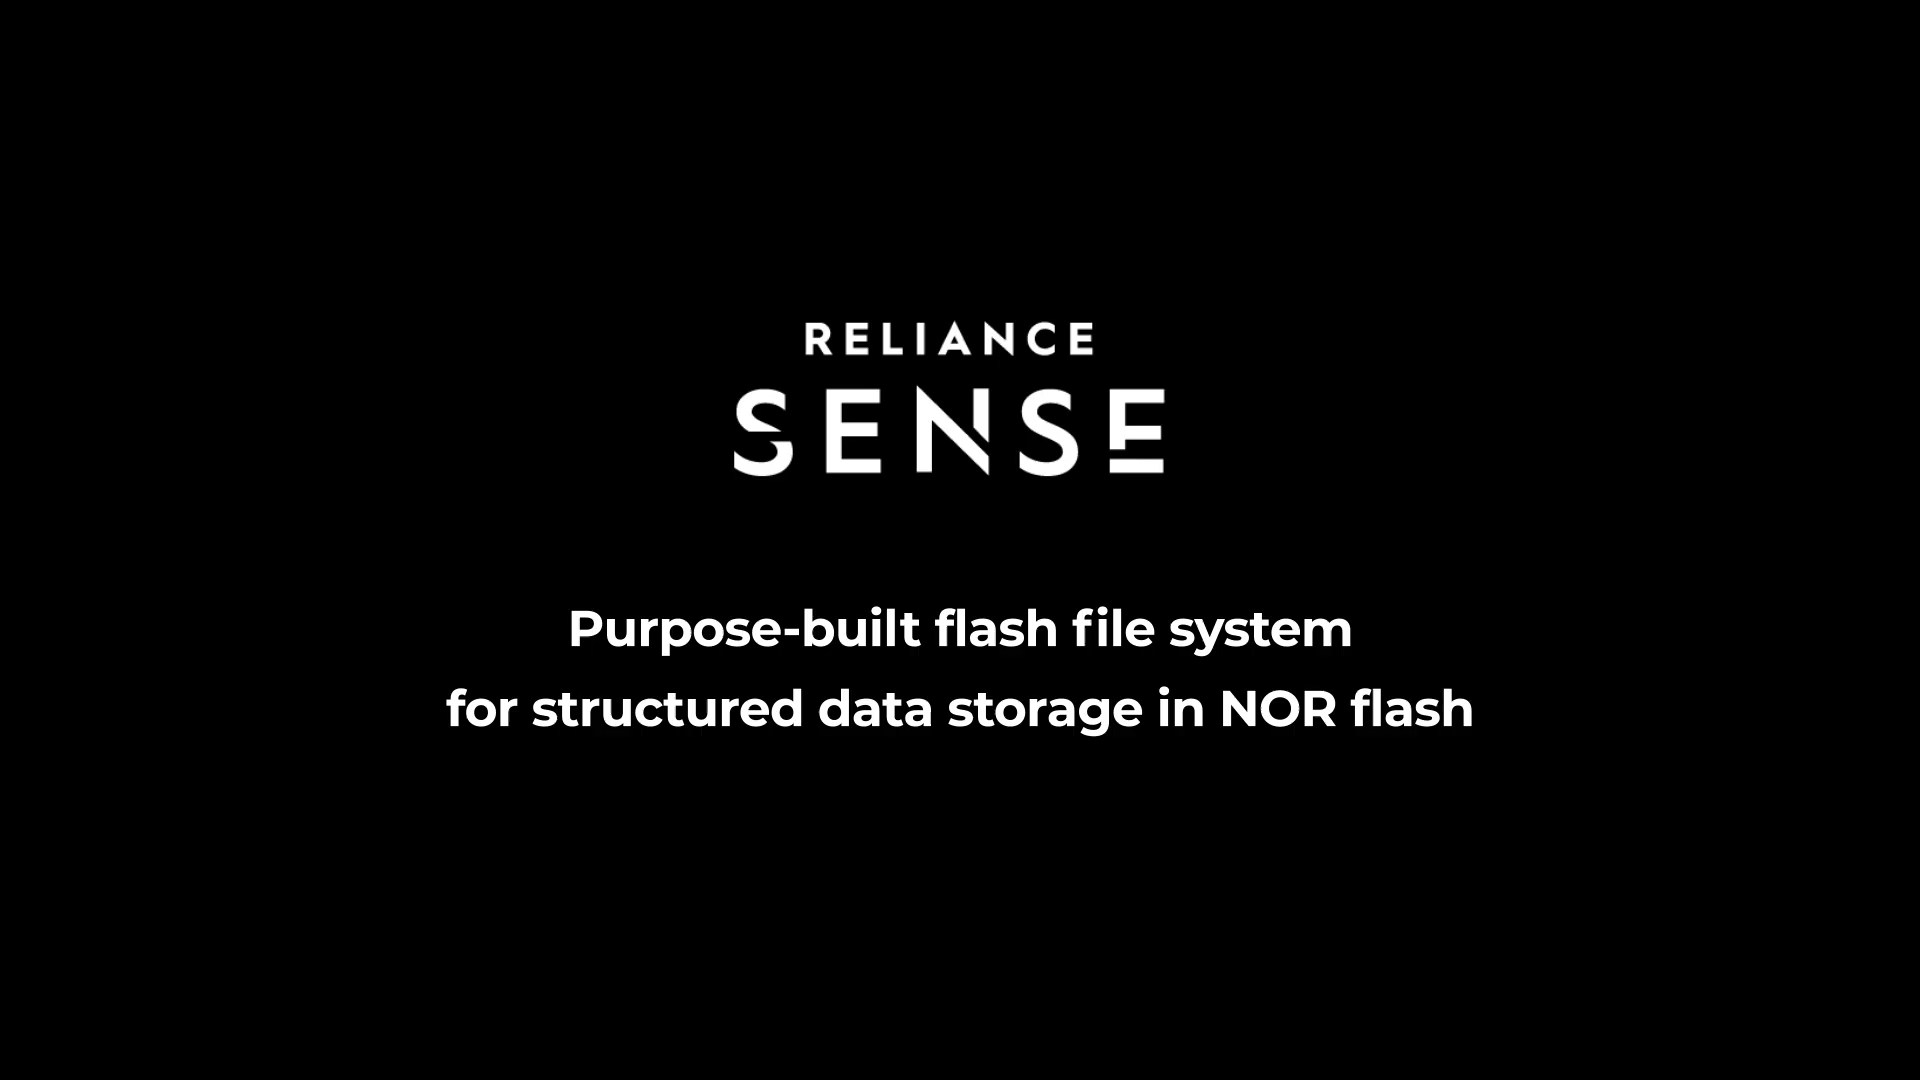 RELIANCE
SENSE
Purpose-built flash file system
for structured data storage in NOR flash